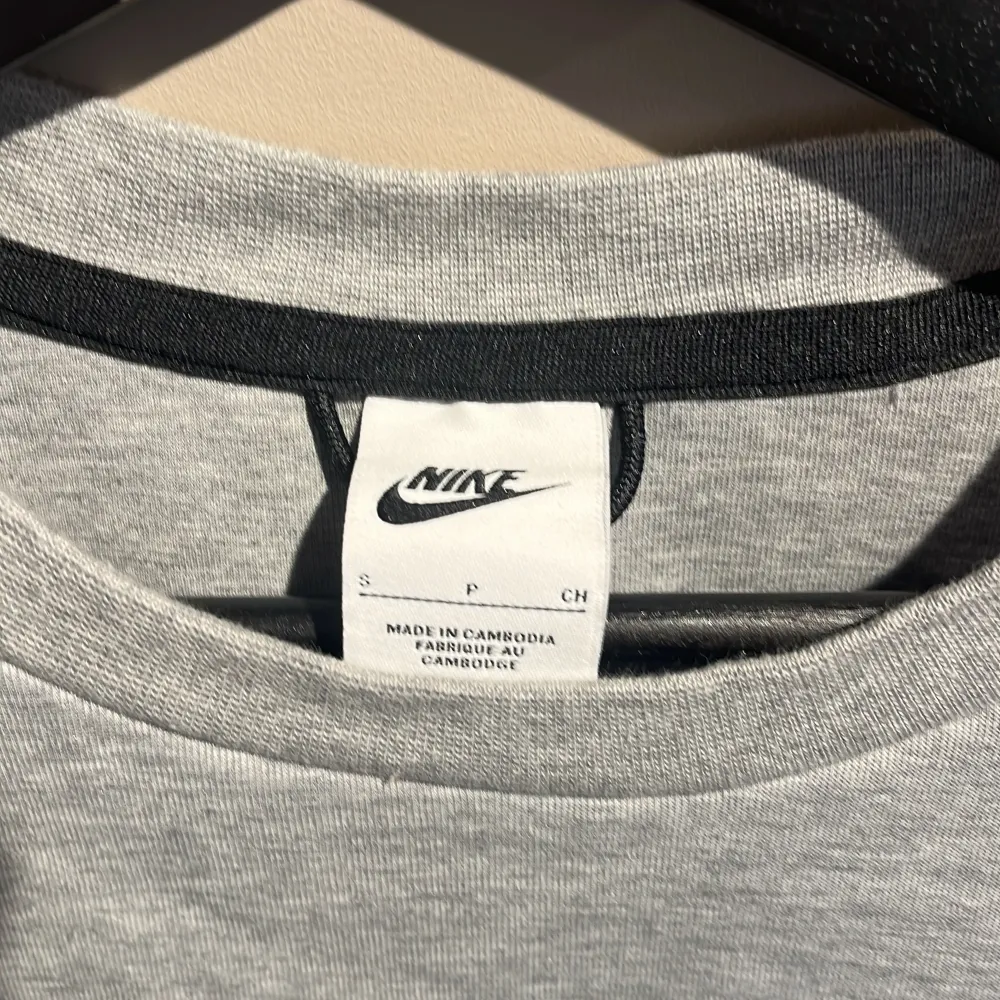 NIKE
S P CH
MADE IN CAMBODIA
FABRIQUE AU
CAMBODGE